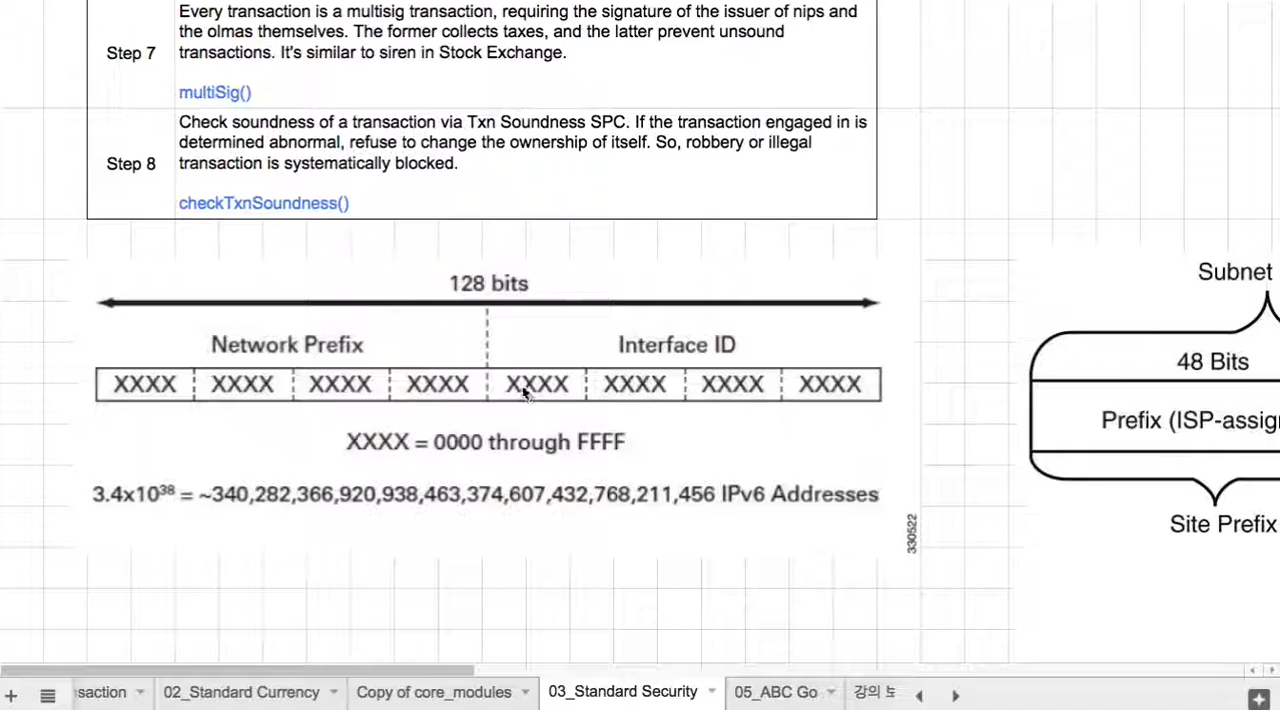 Every transaction is a multisig transaction, requiring the signature of the issuer of nips and
the olmas themselves. The former collects taxes, and the latter prevent unsound
Step 7
transactions. It's similar to siren in Stock Exchange.
multiSig()
Check soundness of a transaction via Txn Soundness SPC. If the transaction engaged in is
determined abnormal, refuse to change the ownership of itself. So, robbery or illegal
Step 8
transaction is systematically blocked.
checkTxnSoundness()
128 bits
Network Prefix
Interface ID
XXXX XXXX XXXX XXXX XXXX XXXX XXXX XXXX
XXXX = 0000 through FFFF
3.4x10³⁸ = ~340,282,366,920,938,463,374,607,432,768,211,456 IPv6 Addresses
330522
Subnet
48 Bits
Prefix (ISP-assign
Site Prefix
saction
02_Standard Currency
Copy of core_modules
03_Standard Security
05_ABC Go
강의